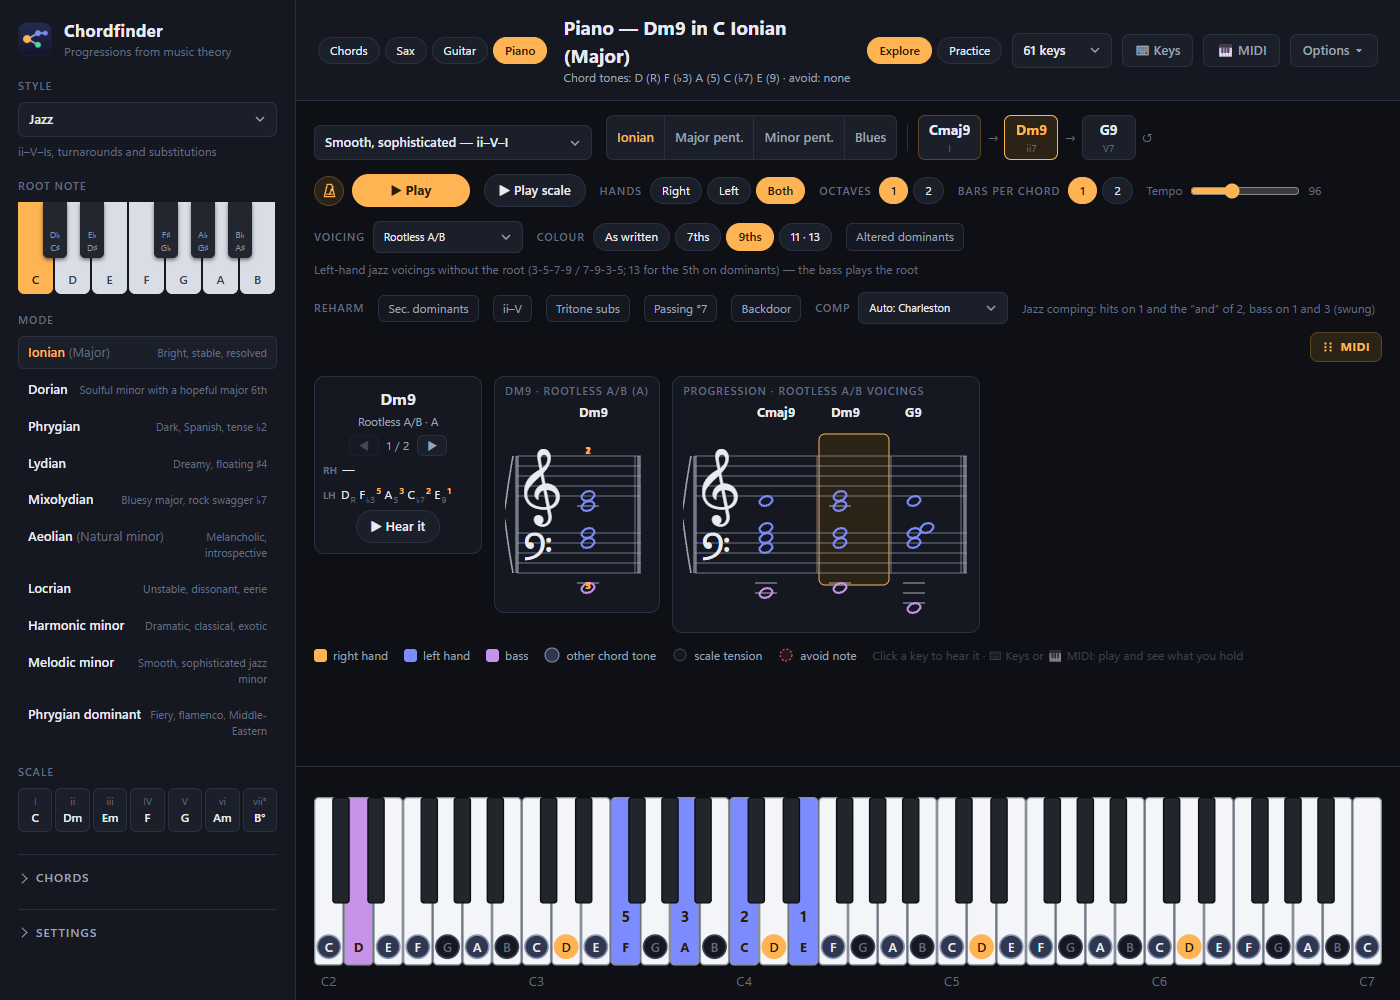 Chordfinder
Progressions from music theory
STYLE
Jazz
ii–V–Is, turnarounds and substitutions
ROOT NOTE
D♭ E♭ F♯ A♭ B♭
C♯ D♯ G♭ G♯ A♯
C D E F G A B
MODE
Ionian (Major) Bright, stable, resolved
Dorian Soulful minor with a hopeful major 6th
Phrygian Dark, Spanish, tense ♭2
Lydian Dreamy, floating ♯4
Mixolydian Bluesy major, rock swagger ♭7
Aeolian (Natural minor) Melancholic,
introspective
Locrian Unstable, dissonant, eerie
Harmonic minor Dramatic, classical, exotic
Melodic minor Smooth, sophisticated jazz
minor
Phrygian dominant Fiery, flamenco, Middle-
Eastern
SCALE
I ii iii IV V vi vii°
C Dm Em F G Am B°
CHORDS
SETTINGS
Chords Sax Guitar Piano
Piano — Dm9 in C Ionian
(Major)
Chord tones: D (R) F (♭3) A (5) C (♭7) E (9) · avoid: none
Explore Practice 61 keys Keys MIDI Options
Smooth, sophisticated — ii–V–I
Ionian Major pent. Minor pent. Blues
Cmaj9 → Dm9 → G9 ↺
I ii7 V7
▶ Play ▶ Play scale HANDS Right Left Both OCTAVES 1 2 BARS PER CHORD 1 2 Tempo 96
VOICING Rootless A/B COLOUR As written 7ths 9ths 11 · 13 Altered dominants
Left-hand jazz voicings without the root (3-5-7-9 / 7-9-3-5; 13 for the 5th on dominants) — the bass plays the root
REHARM Sec. dominants ii–V Tritone subs Passing °7 Backdoor COMP Auto: Charleston Jazz comping: hits on 1 and the "and" of 2, bass on 1 and 3 (swung)
MIDI
Dm9
Rootless A/B · A
◀ 1 / 2 ▶
RH —
LH D R F ♭3 5 A 5 3 C ♭7 2 E 9 1
▶ Hear it
DM9 · ROOTLESS A/B (A)
Dm9
2
PROGRESSION · ROOTLESS A/B VOICINGS
Cmaj9 Dm9 G9
right hand left hand bass other chord tone scale tension avoid note Click a key to hear it · Keys or MIDI: play and see what you hold
5 3 2 1
C D E F G A B C D E F G A B C D E F G A B C D E F G A B C D E F G A B C
C2 C3 C4 C5 C6 C7